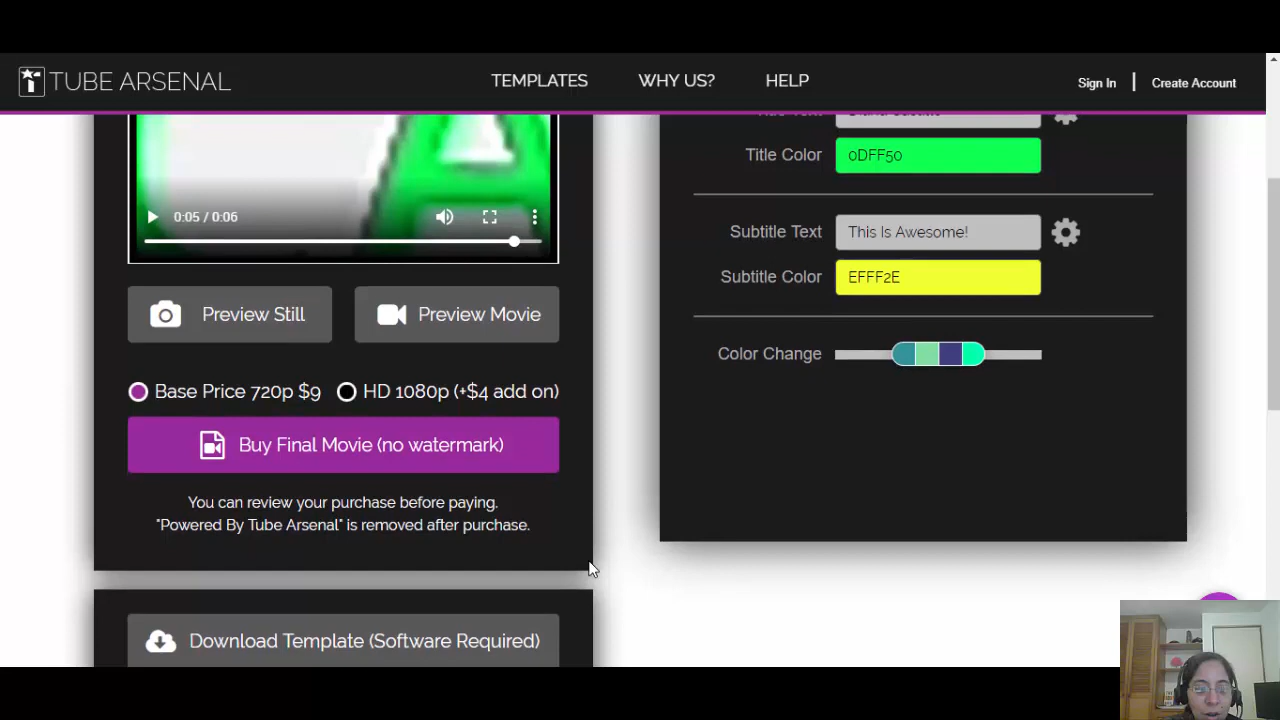 TUBE ARSENAL
TEMPLATES WHY US? HELP
Sign In | Create Account
Title Color 0DFF50
0:05 / 0:06
Subtitle Text This Is Awesome!
Subtitle Color EFFF2E
Preview Still Preview Movie
Color Change
Base Price 720p $9 HD 1080p (+$4 add on)
Buy Final Movie (no watermark)
You can review your purchase before paying.
"Powered By Tube Arsenal" is removed after purchase.
Download Template (Software Required)